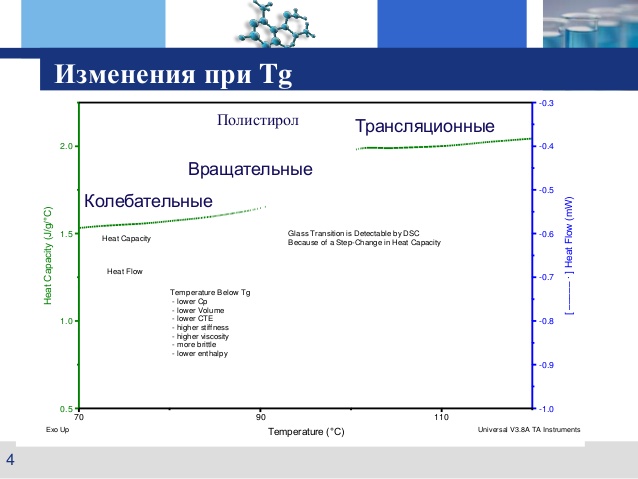 Изменения при Tg
Полистирол
Трансляционные
Вращательные
Колебательные
Heat Capacity
Heat Flow
Glass Transition is Detectable by DSC
Because of a Step-Change in Heat Capacity
Temperature Below Tg
- lower Cp
- lower Volume
- lower CTE
- higher stiffness
- higher viscosity
- more brittle
- lower enthalpy
Heat Capacity (J/g/°C)
2.0
1.5
1.0
0.5
-0.3
-0.4
-0.5
-0.6
-0.7
-0.8
-0.9
-1.0
[ ––––– · ] Heat Flow (mW)
70
90
110
Exo Up
Temperature (°C)
Universal V3.8A TA Instruments
4